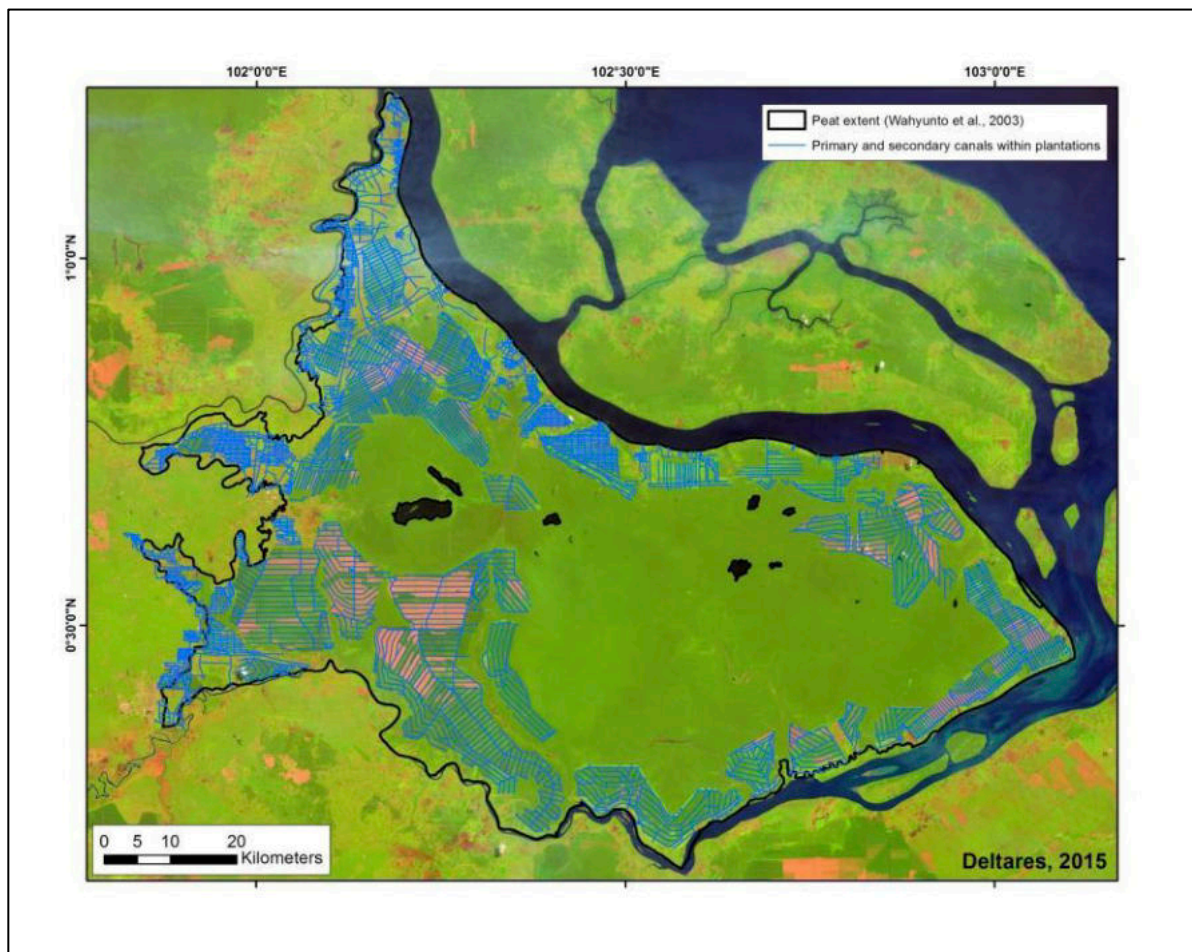 102°0'0"E
102°30'0"E
103°0'0"E
Peat extent (Wahyunto et al., 2003)
Primary and secondary canals within plantations
1°0'0"N
0°30'0"N
0 5 10 20
Kilometers
Deltares, 2015